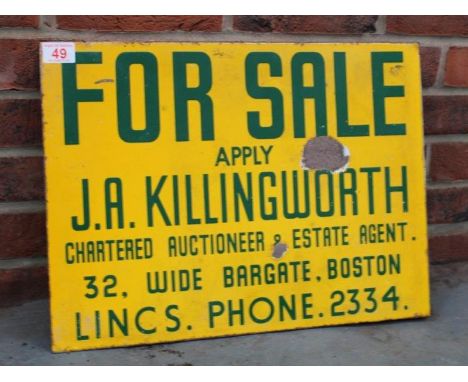 49
FOR SALE
APPLY
J.A. KILLINGWORTH
CHARTERED AUCTIONEER & ESTATE AGENT.
32, WIDE BARGATE, BOSTON
LINCS. PHONE. 2334.